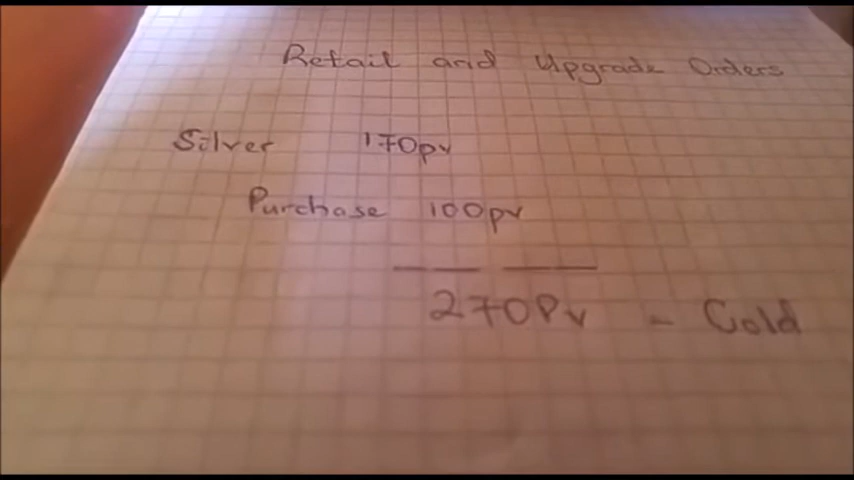 Retail and Upgrade Orders
Silver 170pv
Purchase 100pv
270Pv - Gold